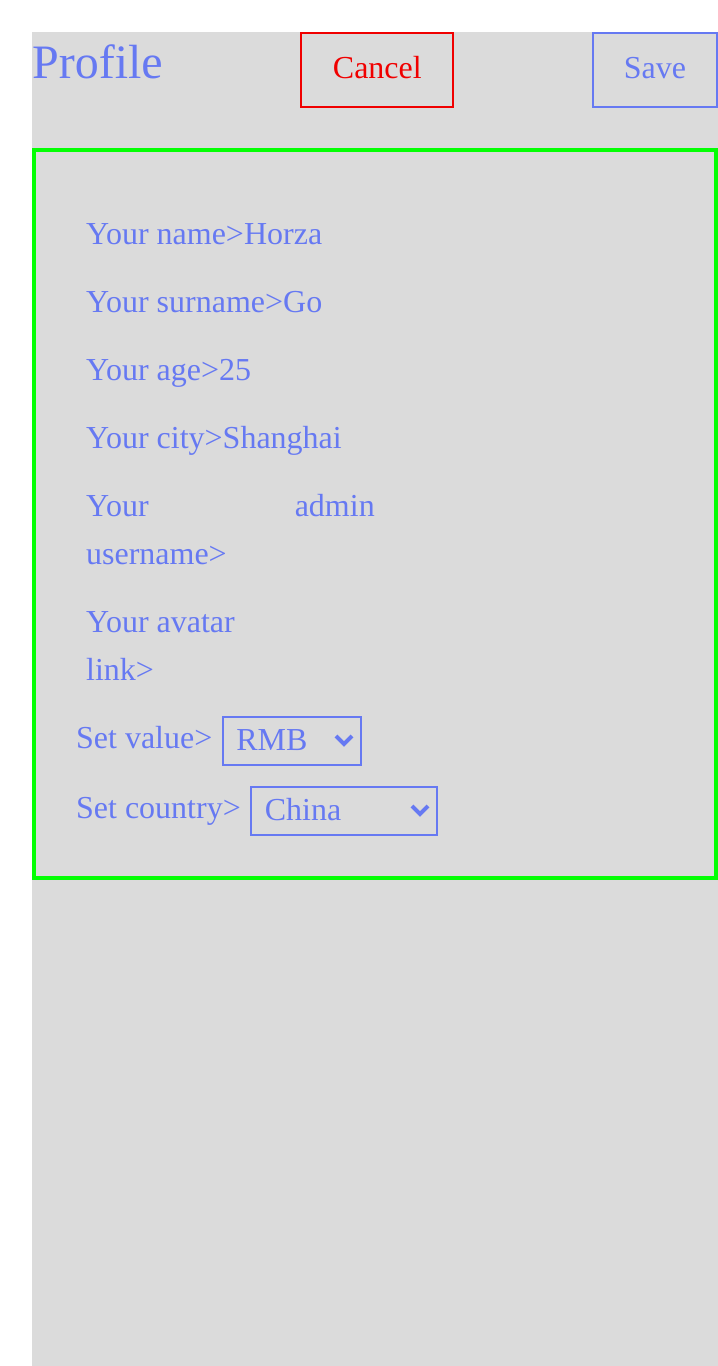 Profile Cancel Save
Your name>Horza
Your surname>Go
Your age>25
Your city>Shanghai
Your admin
username>
Your avatar
link>
Set value> RMB
Set country> China